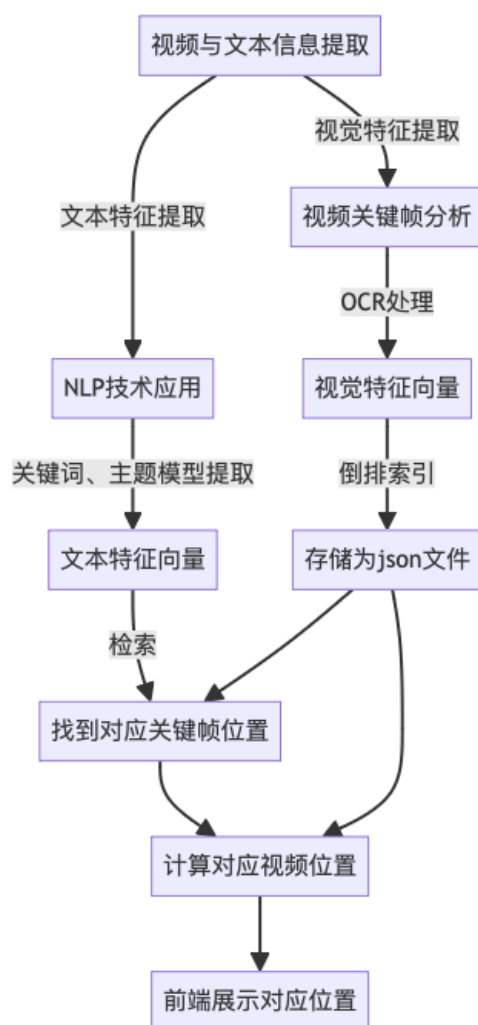 视频与文本信息提取
视觉特征提取
文本特征提取
视频关键帧分析
OCR处理
NLP技术应用
视觉特征向量
关键词、主题模型提取
倒排索引
文本特征向量
存储为json文件
检索
找到对应关键帧位置
计算对应视频位置
前端展示对应位置